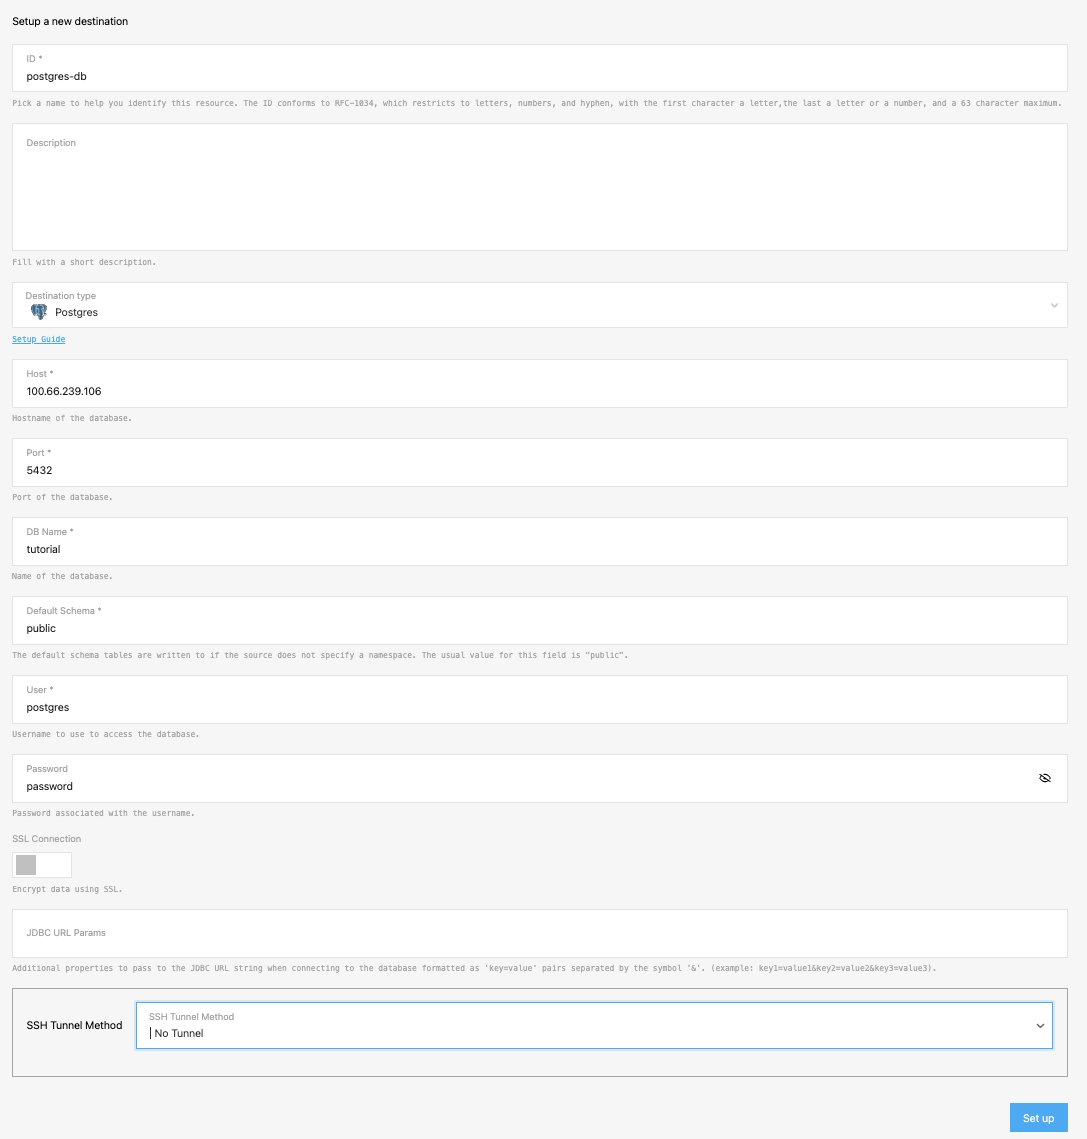 Setup a new destination
ID *
postgres-db
Pick a name to help you identify this resource. The ID conforms to RFC-1034, which restricts to letters, numbers, and hyphen, with the first character a letter,the last a letter or a number, and a 63 character maximum.
Description
Fill with a short description.
Destination type
Postgres
Setup Guide
Host *
100.66.239.106
Hostname of the database.
Port *
5432
Port of the database.
DB Name *
tutorial
Name of the database.
Default Schema *
public
The default schema tables are written to if the source does not specify a namespace. The usual value for this field is "public".
User *
postgres
Username to use to access the database.
Password
password
Password associated with the username.
SSL Connection
Encrypt data using SSL.
JDBC URL Params
Additional properties to pass to the JDBC URL string when connecting to the database formatted as 'key=value' pairs separated by the symbol '&'. (example: key1=value1&key2=value2&key3=value3).
SSH Tunnel Method
SSH Tunnel Method
No Tunnel
Set up